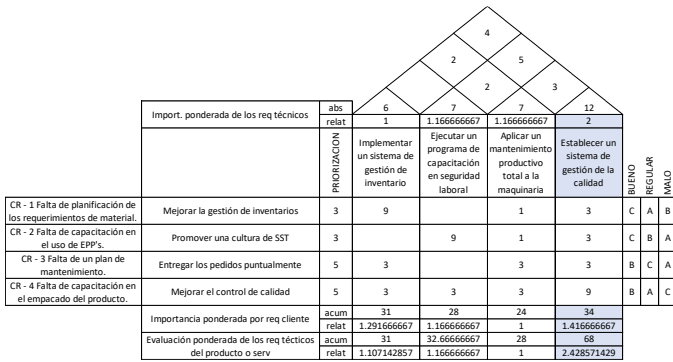 4
2 5
2 3
Import. ponderada de los req técnicos
abs 6 7 7 12
relat 1 1.166666667 1.166666667 2
PRIORIZACION
Implementar un sistema de gestión de inventario
Ejecutar un programa de capacitación en seguridad laboral
Aplicar un mantenimiento productivo total a la maquinaria
Establecer un sistema de gestión de la calidad
BUENO
REGULAR
MALO
CR - 1 Falta de planificación de los requerimientos de material. Mejorar la gestión de inventarios 3 9 1 3 C A B
CR - 2 Falta de capacitación en el uso de EPP's. Promover una cultura de SST 3 9 1 3 C B A
CR - 3 Falta de un plan de mantenimiento. Entregar los pedidos puntualmente 5 3 3 3 B C A
CR - 4 Falta de capacitación en el empacado del producto. Mejorar el control de calidad 5 3 3 3 9 B A C
Importancia ponderada por req cliente
acum 31 28 24 34
relat 1.291666667 1.166666667 1 1.416666667
Evaluación ponderada de los req técticos del producto o serv
acum 31 32.66666667 28 68
relat 1.107142857 1.166666667 1 2.428571429